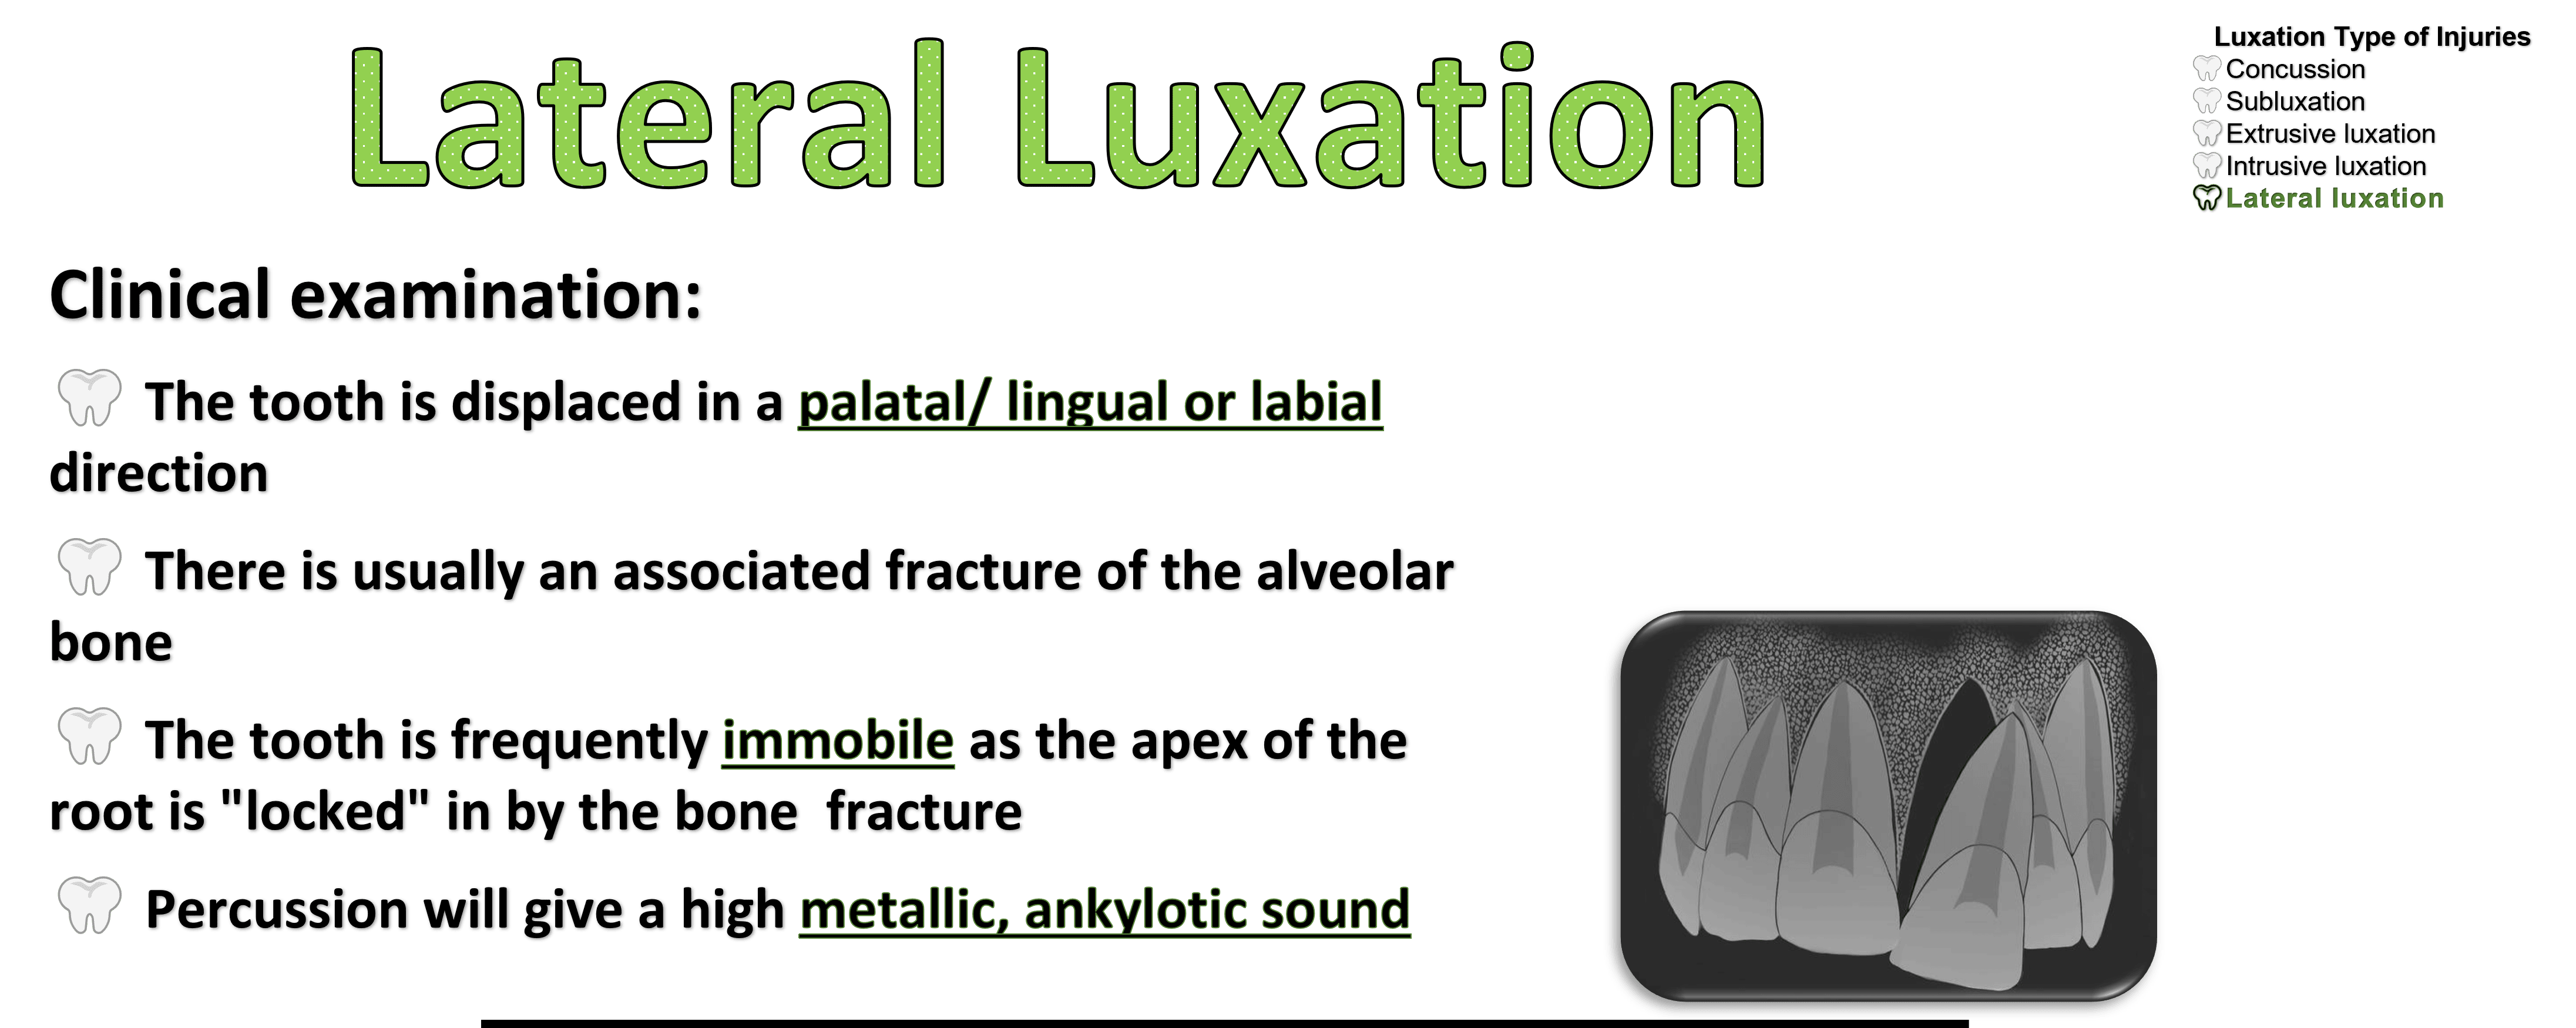 Lateral Luxation
Luxation Type of Injuries
Concussion
Subluxation
Extrusive luxation
Intrusive luxation
Lateral luxation
Clinical examination:
The tooth is displaced in a palatal/ lingual or labial
direction
There is usually an associated fracture of the alveolar
bone
The tooth is frequently immobile as the apex of the
root is "locked" in by the bone  fracture
Percussion will give a high metallic, ankylotic sound